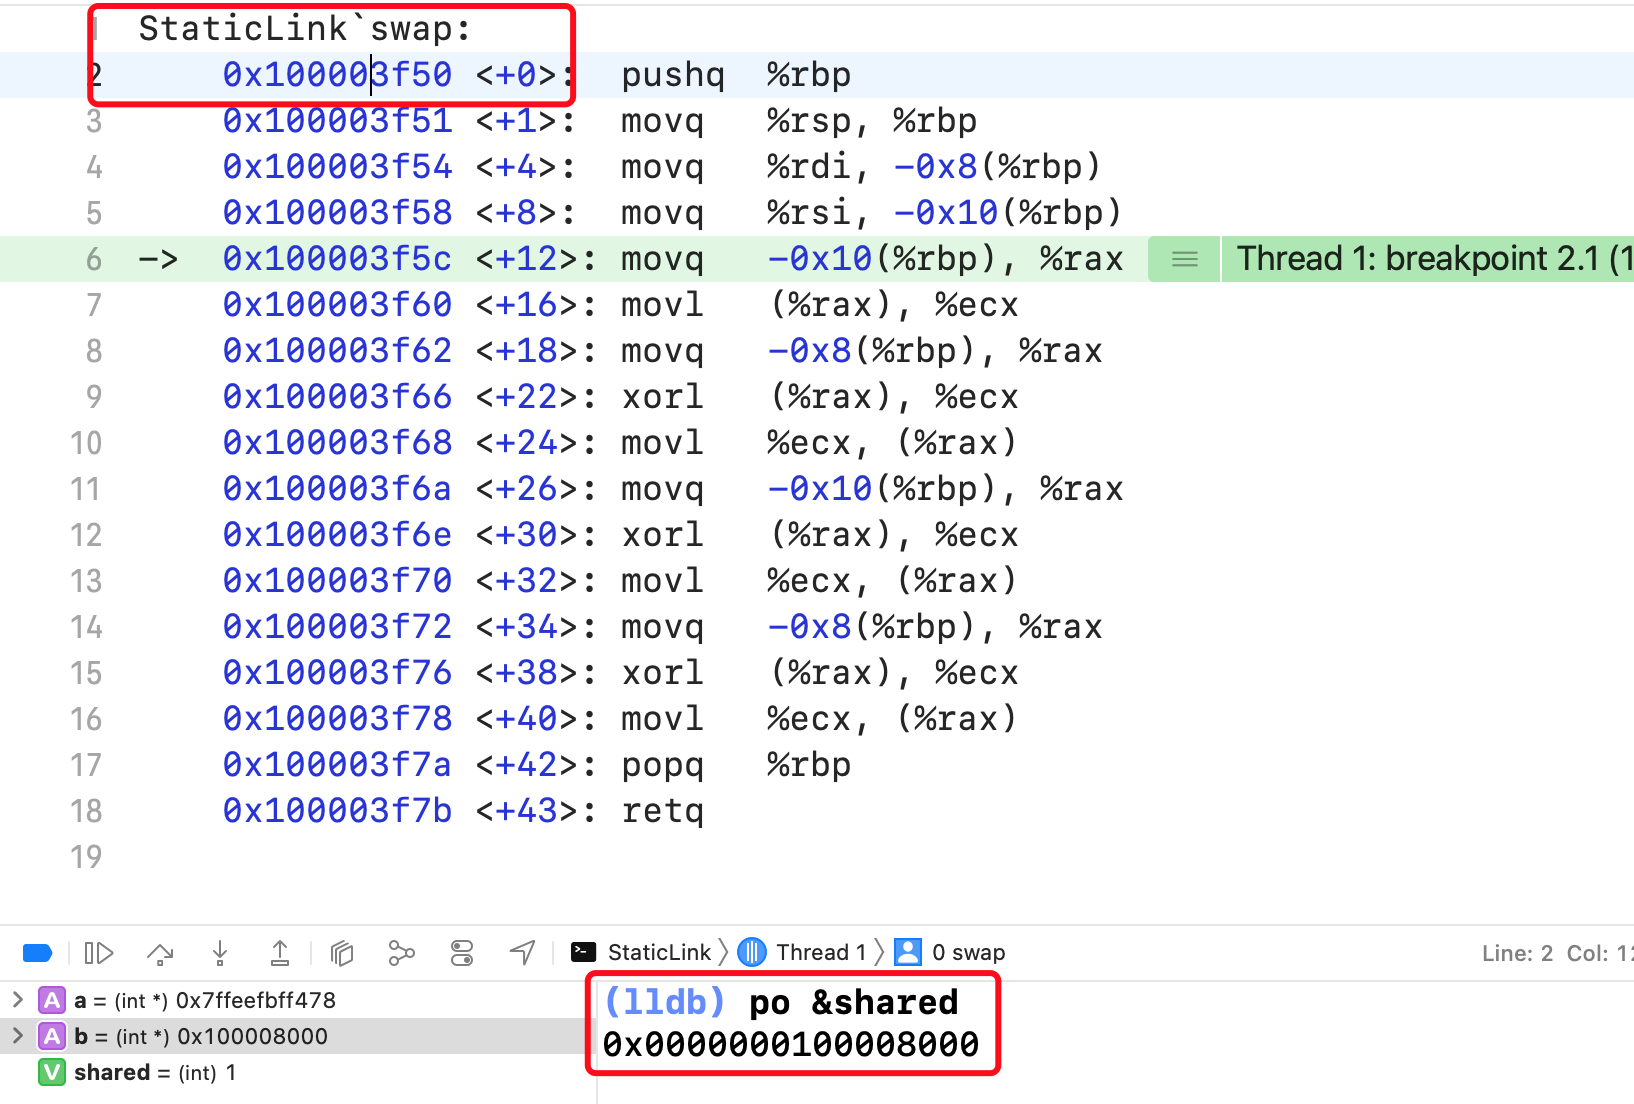 1 StaticLink`swap:
2 0x100003f50 <+0>: pushq %rbp
3 0x100003f51 <+1>: movq %rsp, %rbp
4 0x100003f54 <+4>: movq %rdi, -0x8(%rbp)
5 0x100003f58 <+8>: movq %rsi, -0x10(%rbp)
6 -> 0x100003f5c <+12>: movq -0x10(%rbp), %rax Thread 1: breakpoint 2.1 (1
7 0x100003f60 <+16>: movl (%rax), %ecx
8 0x100003f62 <+18>: movq -0x8(%rbp), %rax
9 0x100003f66 <+22>: xorl (%rax), %ecx
10 0x100003f68 <+24>: movl %ecx, (%rax)
11 0x100003f6a <+26>: movq -0x10(%rbp), %rax
12 0x100003f6e <+30>: xorl (%rax), %ecx
13 0x100003f70 <+32>: movl %ecx, (%rax)
14 0x100003f72 <+34>: movq -0x8(%rbp), %rax
15 0x100003f76 <+38>: xorl (%rax), %ecx
16 0x100003f78 <+40>: movl %ecx, (%rax)
17 0x100003f7a <+42>: popq %rbp
18 0x100003f7b <+43>: retq
19
StaticLink Thread 1 0 swap Line: 2 Col: 12
A a = (int *) 0x7ffeefbff478
A b = (int *) 0x100008000
V shared = (int) 1
(lldb) po &shared
0x0000000100008000